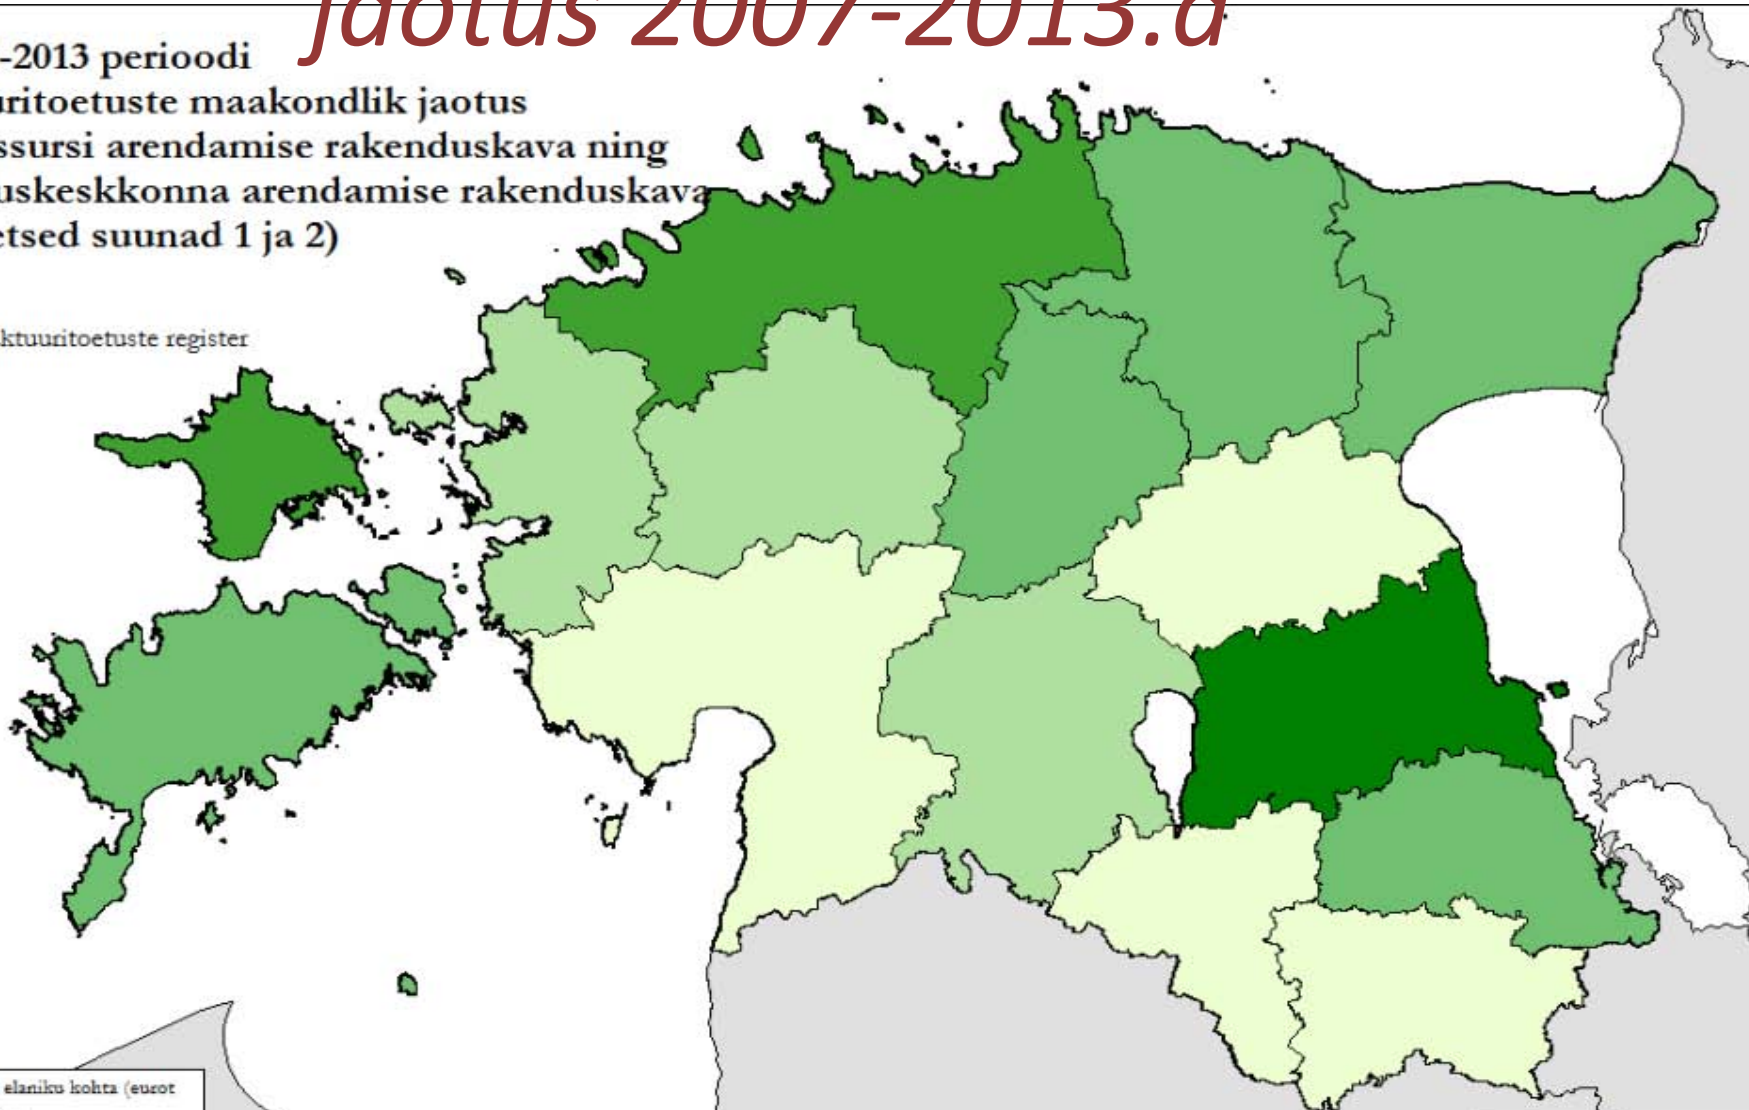 jaotus 2007-2013.a
-2013 perioodi
uritoetuste maakondlik jaotus
ssursi arendamise rakenduskava ning
uskeskkonna arendamise rakenduskava
etsed suunad 1 ja 2)
ktuuritoetuste register
elaniku kohta (eurot